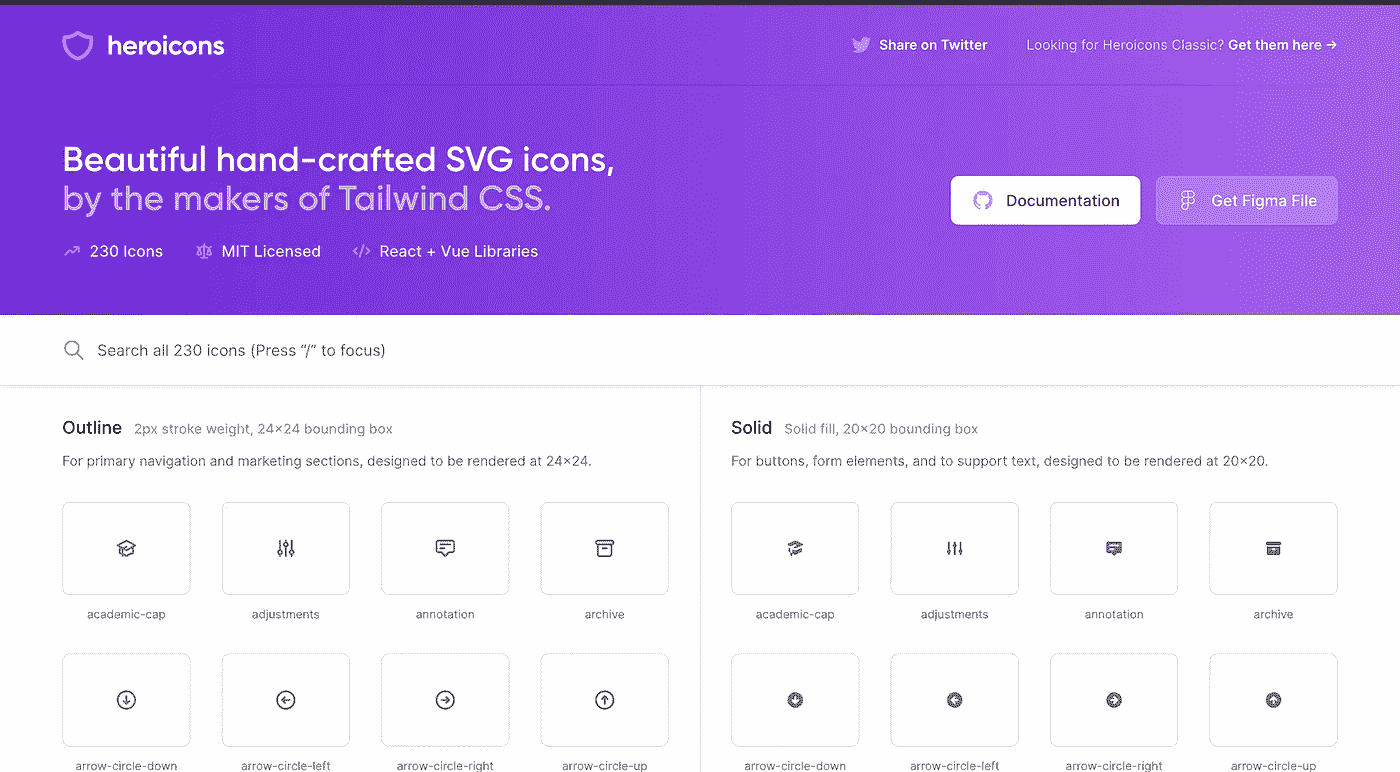 heroicons
Share on Twitter
Looking for Heroicons Classic? Get them here →
Beautiful hand-crafted SVG icons,
by the makers of Tailwind CSS.
Documentation
Get Figma File
230 Icons
MIT Licensed
React + Vue Libraries
Search all 230 icons (Press “/” to focus)
Outline 2px stroke weight, 24×24 bounding box
For primary navigation and marketing sections, designed to be rendered at 24×24.
academic-cap
adjustments
annotation
archive
arrow-circle-down
arrow-circle-left
arrow-circle-right
arrow-circle-up
Solid Solid fill, 20×20 bounding box
For buttons, form elements, and to support text, designed to be rendered at 20×20.
academic-cap
adjustments
annotation
archive
arrow-circle-down
arrow-circle-left
arrow-circle-right
arrow-circle-up